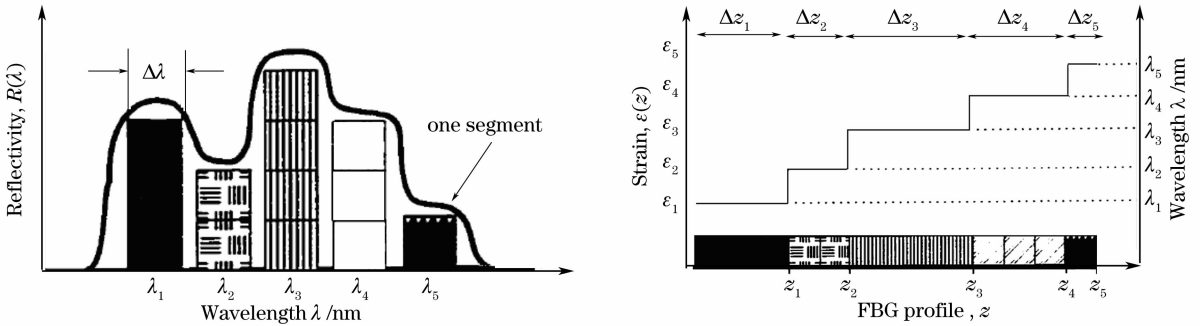 Reflectivity, R(λ)
Δλ
one segment
λ₁ λ₂ λ₃ λ₄ λ₅
Wavelength λ /nm
Δz₁ Δz₂ Δz₃ Δz₄ Δz₅
Strain, ε(z)
ε₅
ε₄
ε₃
ε₂
ε₁
λ₅
λ₄
λ₃
λ₂
λ₁
Wavelength λ /nm
z₁ z₂ z₃ z₄ z₅
FBG profile , z